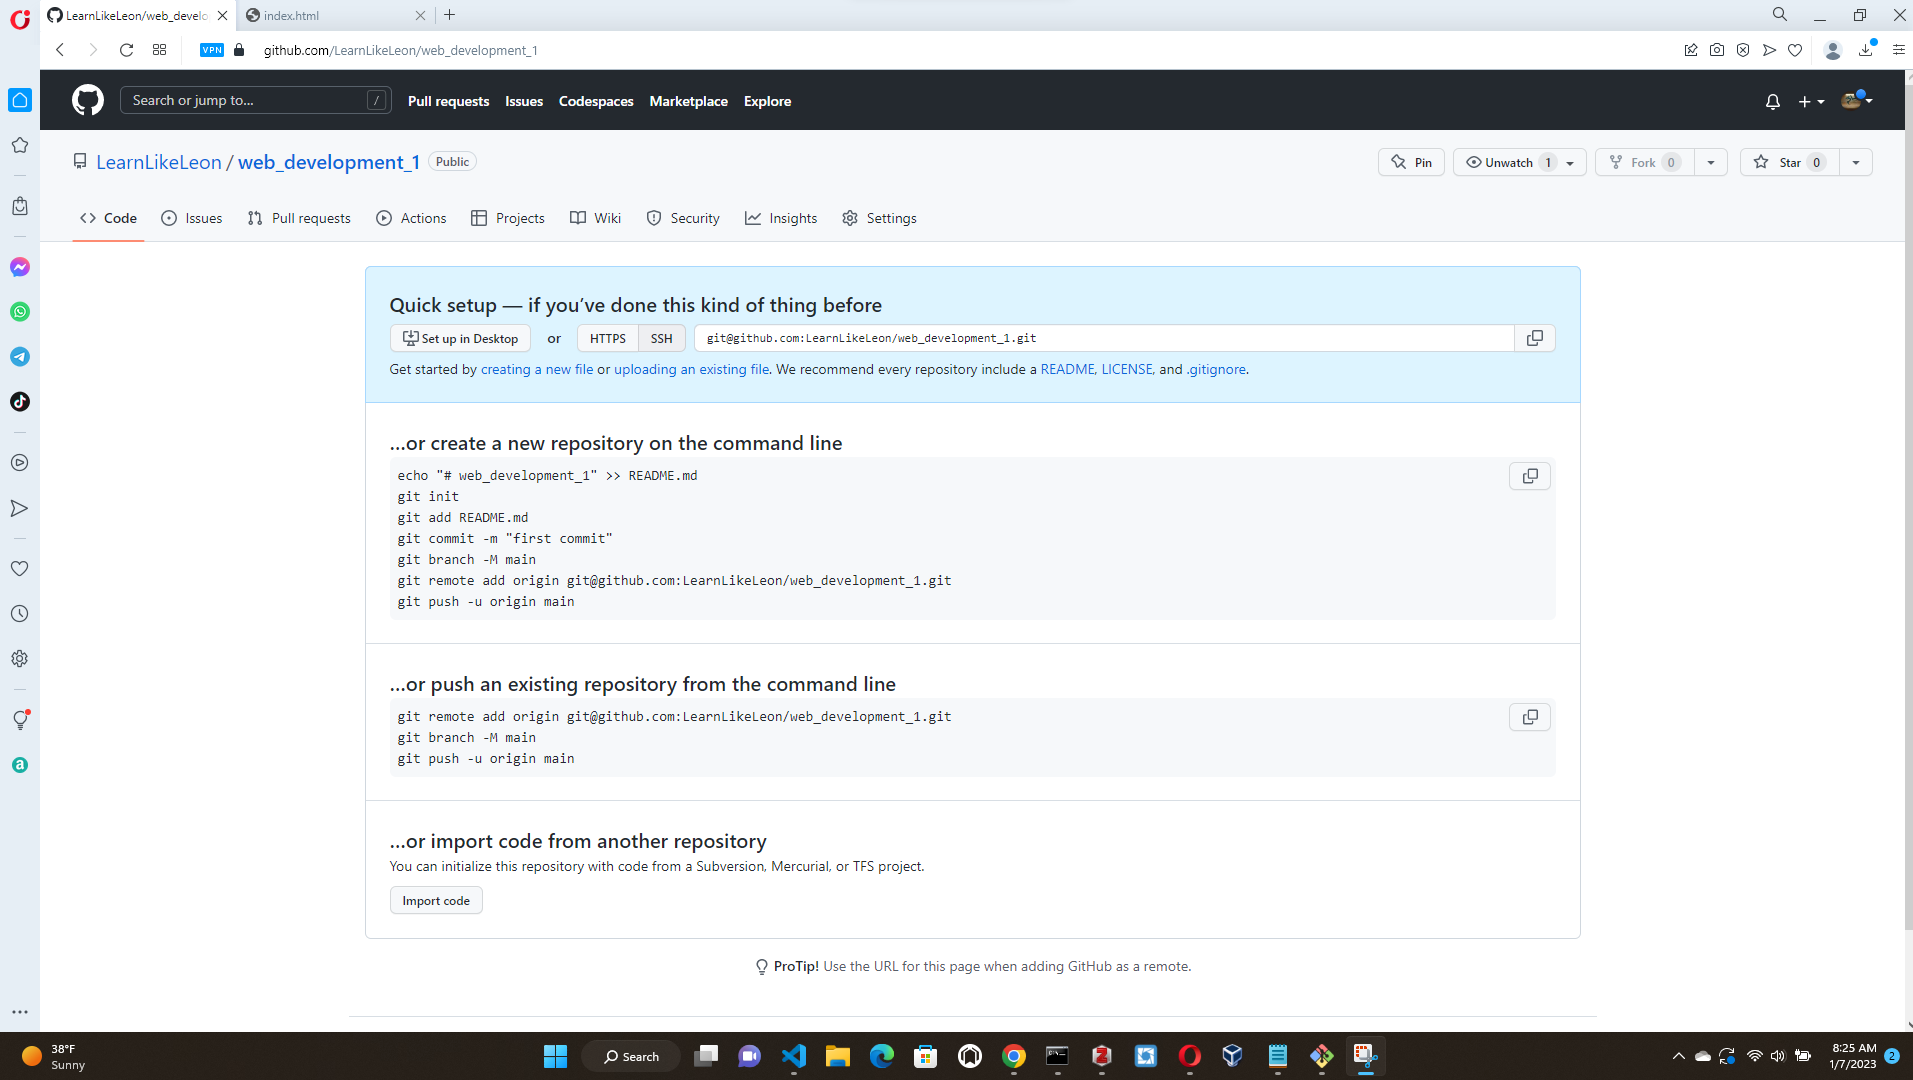 LearnLikeLeon/web_develo
index.html
VPN
github.com/LearnLikeLeon/web_development_1
Search or jump to...
/
Pull requests
Issues
Codespaces
Marketplace
Explore
LearnLikeLeon / web_development_1 Public
Pin
Unwatch 1
Fork 0
Star 0
Code
Issues
Pull requests
Actions
Projects
Wiki
Security
Insights
Settings
Quick setup — if you’ve done this kind of thing before
Set up in Desktop or HTTPS SSH git@github.com:LearnLikeLeon/web_development_1.git
Get started by creating a new file or uploading an existing file. We recommend every repository include a README, LICENSE, and .gitignore.
…or create a new repository on the command line
echo "# web_development_1" >> README.md
git init
git add README.md
git commit -m "first commit"
git branch -M main
git remote add origin git@github.com:LearnLikeLeon/web_development_1.git
git push -u origin main
…or push an existing repository from the command line
git remote add origin git@github.com:LearnLikeLeon/web_development_1.git
git branch -M main
git push -u origin main
…or import code from another repository
You can initialize this repository with code from a Subversion, Mercurial, or TFS project.
Import code
ProTip! Use the URL for this page when adding GitHub as a remote.
38°F
Sunny
Search
8:25 AM
1/7/2023
2